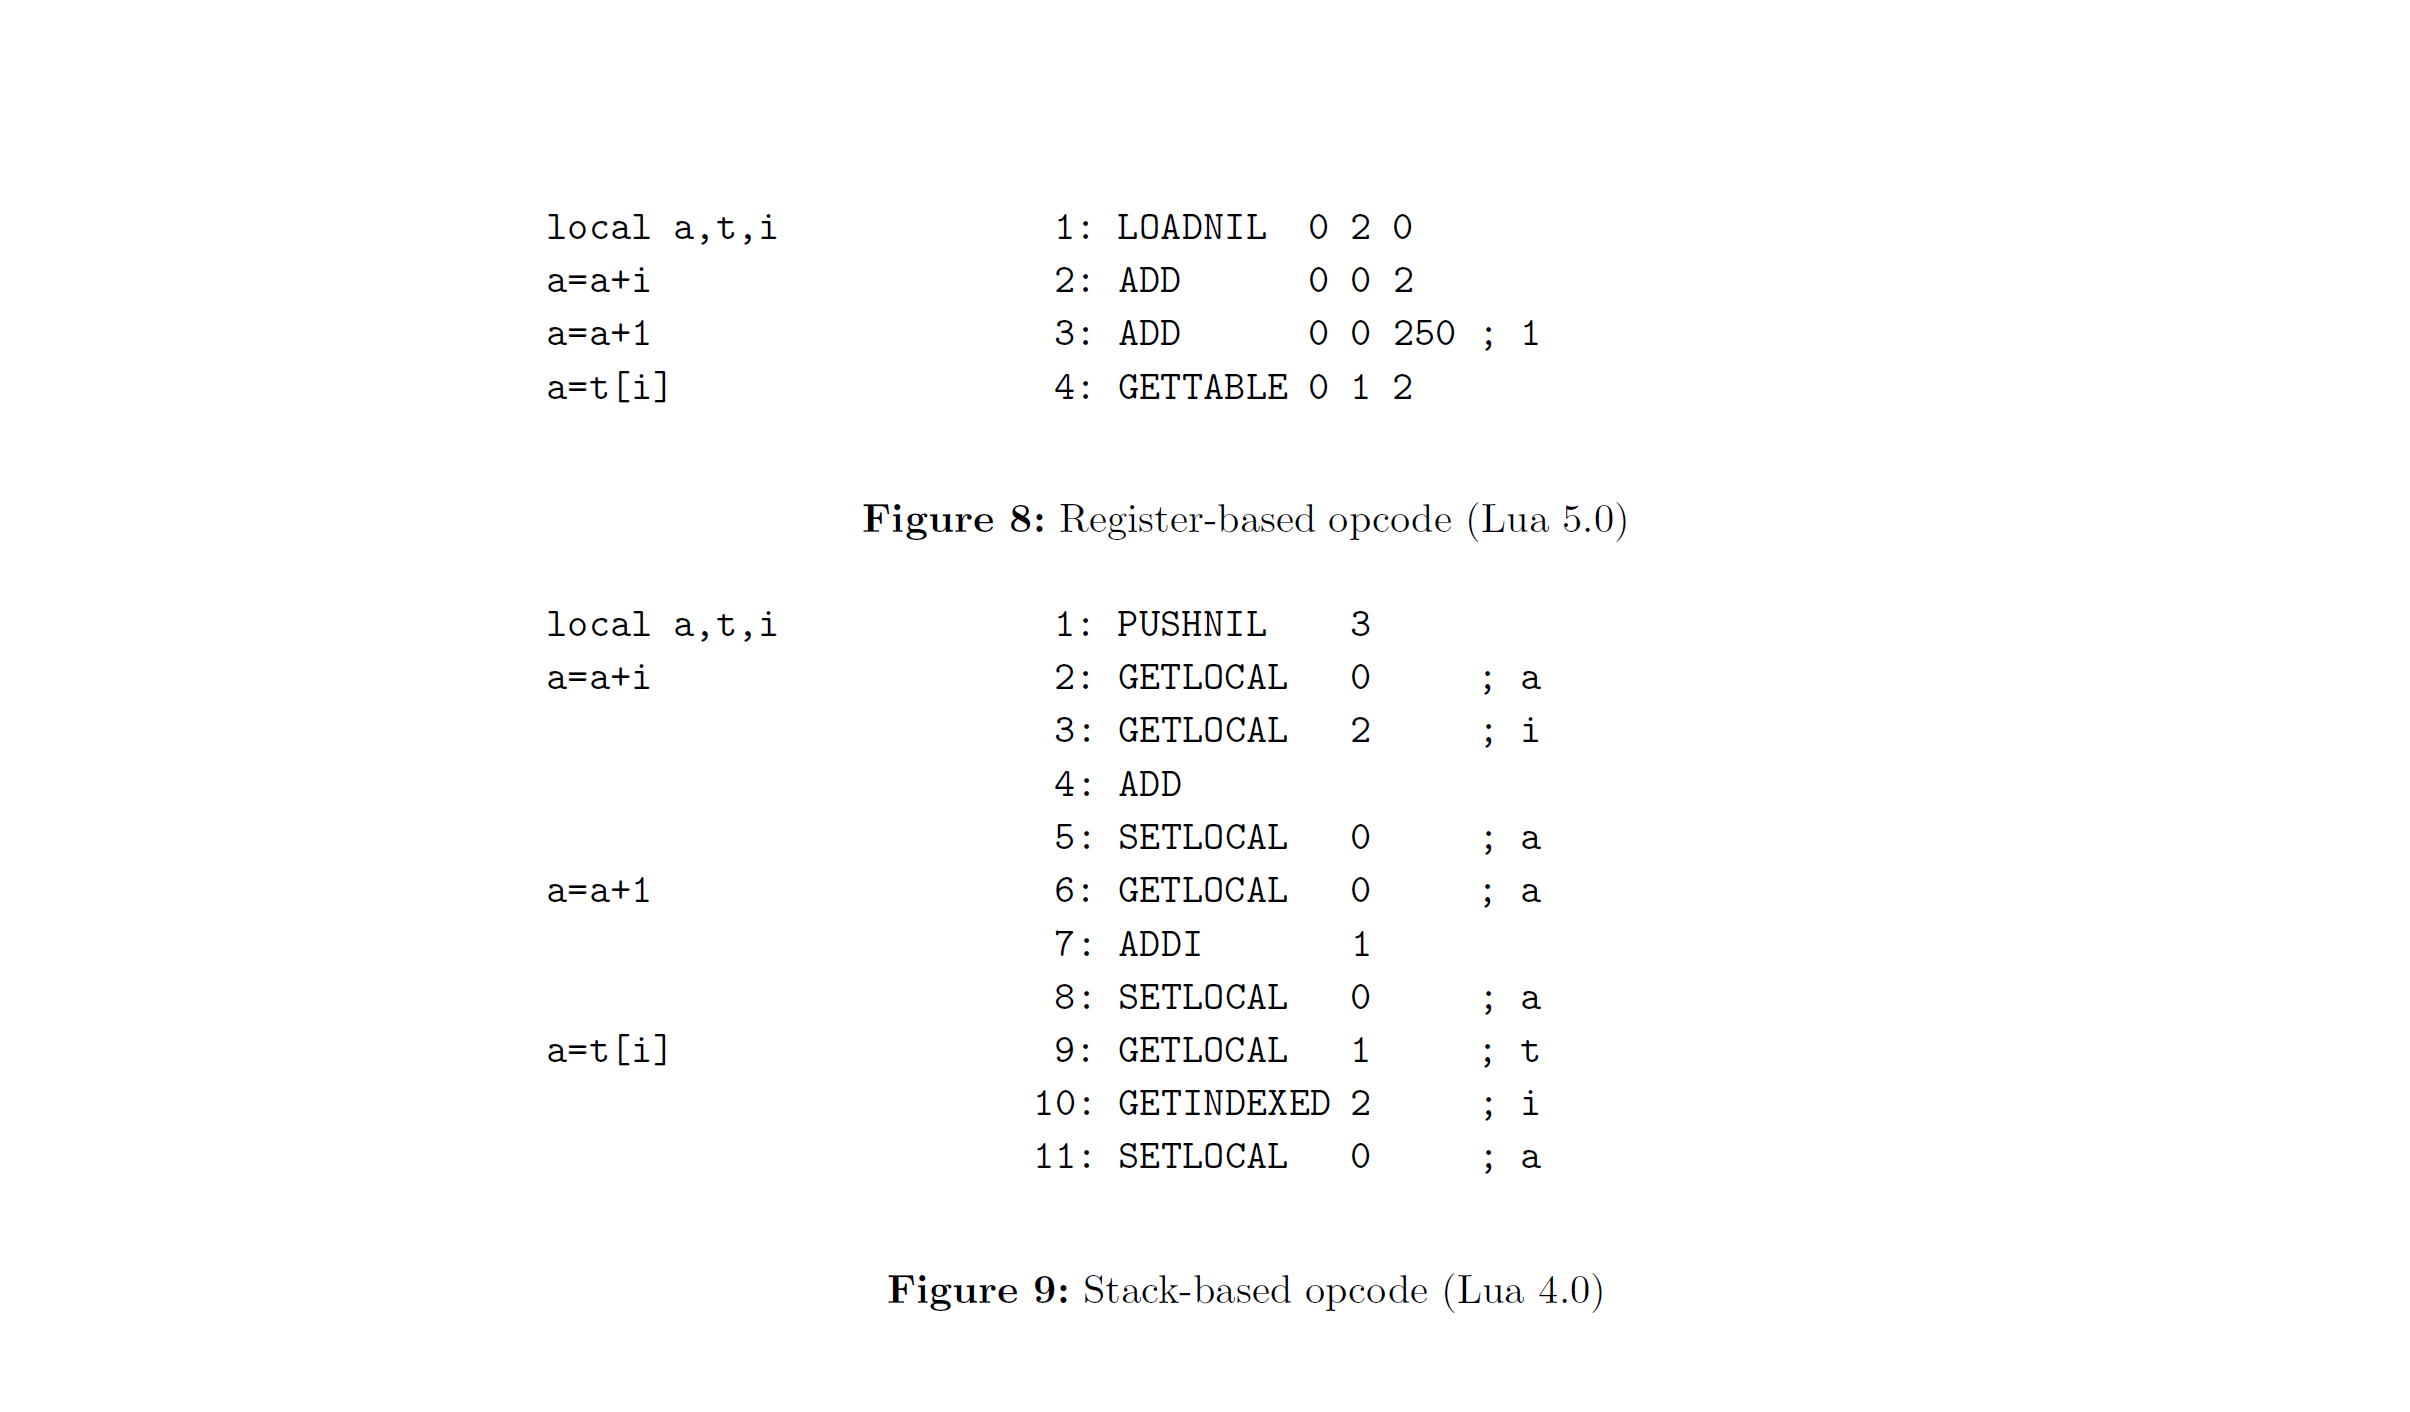 local a,t,i 1: LOADNIL 0 2 0
a=a+i 2: ADD 0 0 2
a=a+1 3: ADD 0 0 250 ; 1
a=t[i] 4: GETTABLE 0 1 2
Figure 8: Register-based opcode (Lua 5.0)
local a,t,i 1: PUSHNIL 3
a=a+i 2: GETLOCAL 0 ; a
3: GETLOCAL 2 ; i
4: ADD
5: SETLOCAL 0 ; a
a=a+1 6: GETLOCAL 0 ; a
7: ADDI 1
8: SETLOCAL 0 ; a
a=t[i] 9: GETLOCAL 1 ; t
10: GETINDEXED 2 ; i
11: SETLOCAL 0 ; a
Figure 9: Stack-based opcode (Lua 4.0)